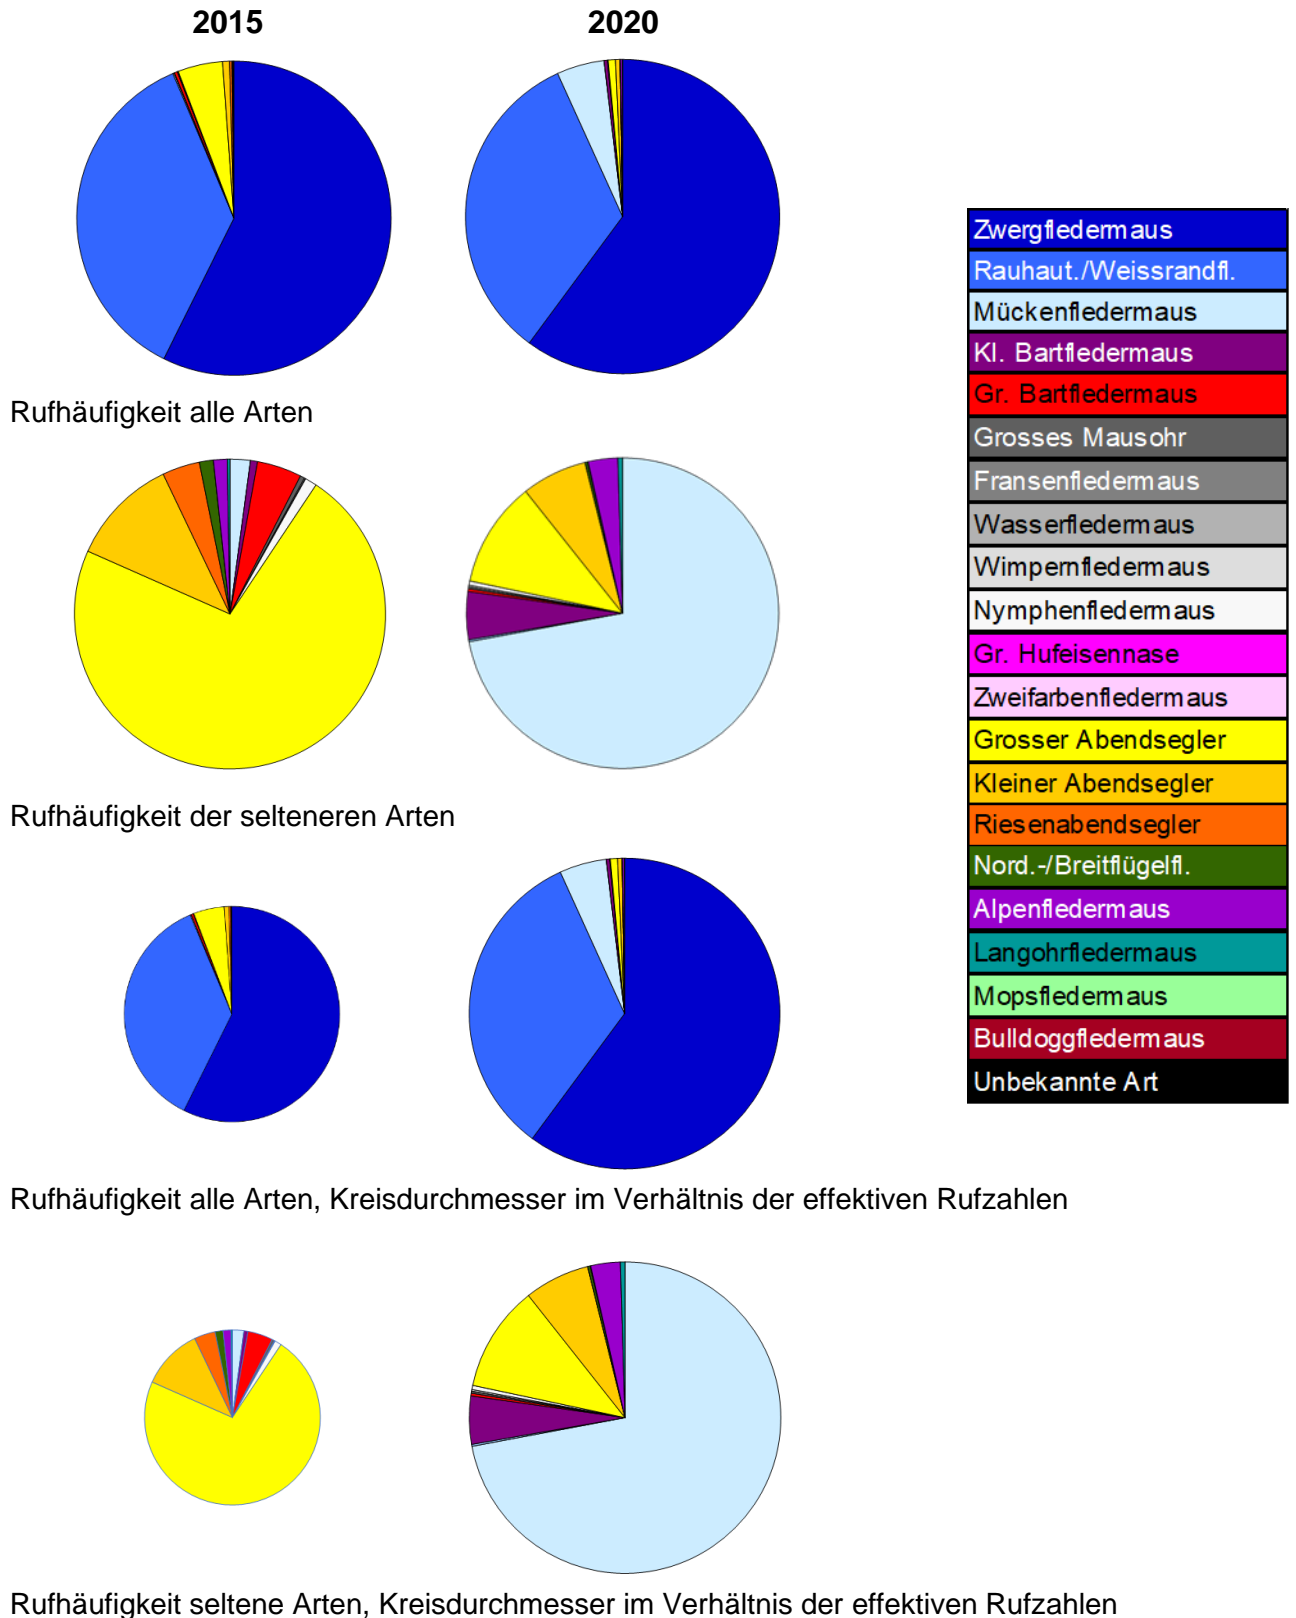 2015
2020
Rufhäufigkeit alle Arten
Rufhäufigkeit der selteneren Arten
Rufhäufigkeit alle Arten, Kreisdurchmesser im Verhältnis der effektiven Rufzahlen
Rufhäufigkeit seltene Arten, Kreisdurchmesser im Verhältnis der effektiven Rufzahlen
Zwergfledermaus
Rauhaut./Weissrandfl.
Mückenfledermaus
Kl. Bartfledermaus
Gr. Bartfledermaus
Grosses Mausohr
Fransenfledermaus
Wasserfledermaus
Wimpernfledermaus
Nymphenfledermaus
Gr. Hufeisennase
Zweifarbenfledermaus
Grosser Abendsegler
Kleiner Abendsegler
Riesenabendsegler
Nord.-/Breitflügelfl.
Alpenfledermaus
Langohrfledermaus
Mopsfledermaus
Bulldoggfledermaus
Unbekannte Art